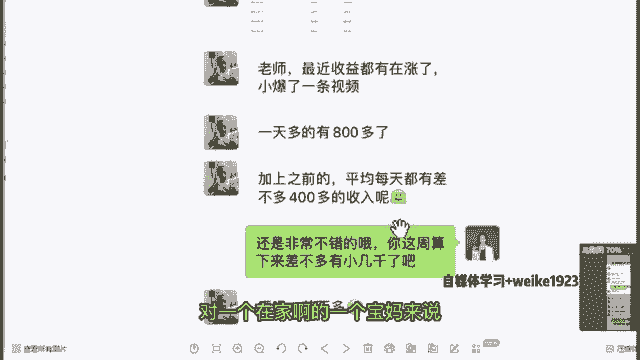 老师，最近收益都有在涨了，
小爆了一条视频
一天多的有800多了
加上之前的，平均每天都有差
不多400多的收入呢
还是非常不错的哦，你这周算
下来差不多有小几千了吧
自媒体学习+weike1923
对一个在家啊的一个宝妈来说